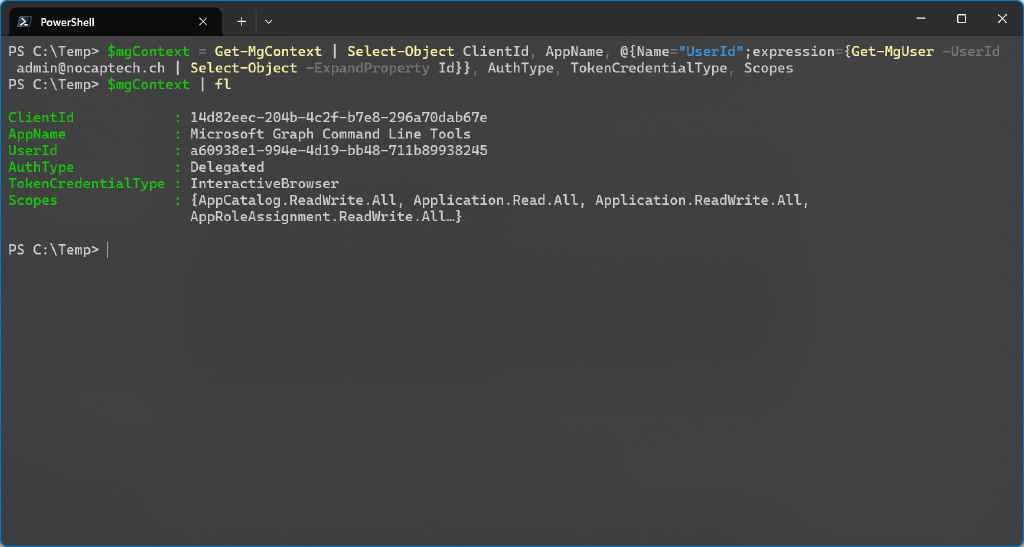 PowerShell
PS C:\Temp> $mgContext = Get-MgContext | Select-Object ClientId, AppName, @{Name="UserId";expression={Get-MgUser -UserId
admin@nocaptech.ch | Select-Object -ExpandProperty Id}}, AuthType, TokenCredentialType, Scopes
PS C:\Temp> $mgContext | fl
ClientId : 14d82eec-204b-4c2f-b7e8-296a70dab67e
AppName : Microsoft Graph Command Line Tools
UserId : a60938e1-994e-4d19-bb48-711b89938245
AuthType : Delegated
TokenCredentialType : InteractiveBrowser
Scopes : {AppCatalog.ReadWrite.All, Application.Read.All, Application.ReadWrite.All,
AppRoleAssignment.ReadWrite.All…}
PS C:\Temp>